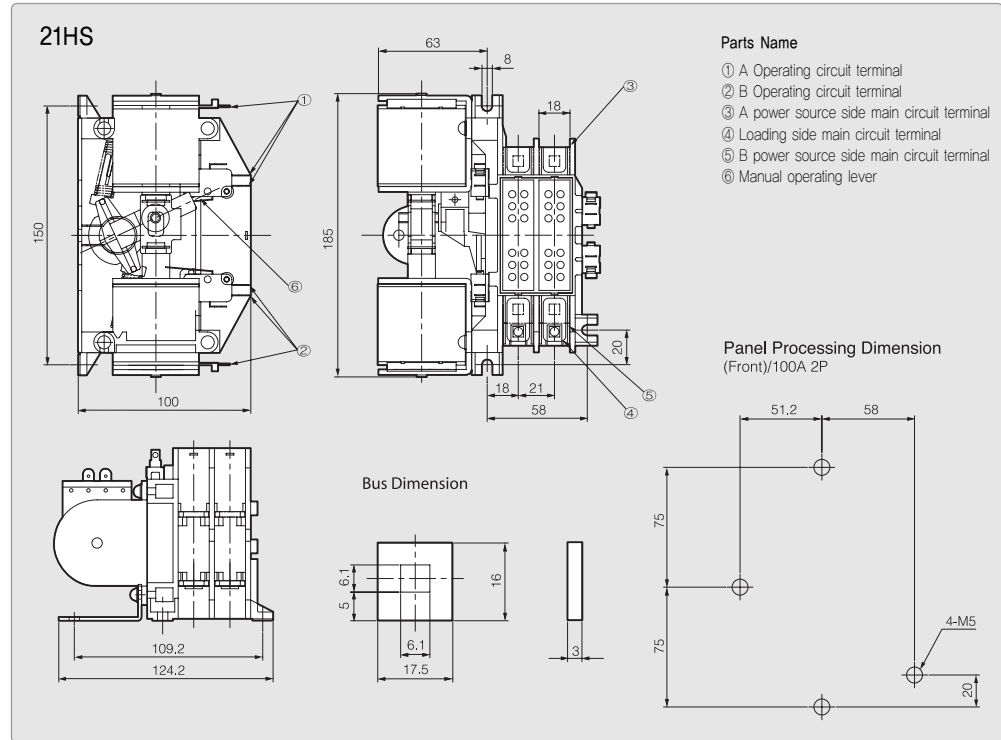 21HS
63
8
18
①
③
150
185
⑥
②
100
20
18
21
58
⑤
④
Parts Name
① A Operating circuit terminal
② B Operating circuit terminal
③ A power source side main circuit terminal
④ Loading side main circuit terminal
⑤ B power source side main circuit terminal
⑥ Manual operating lever
109.2
124.2
Bus Dimension
6.1
5
16
6.1
17.5
3
Panel Processing Dimension
(Front)/100A 2P
51.2
58
75
75
4-M5
20